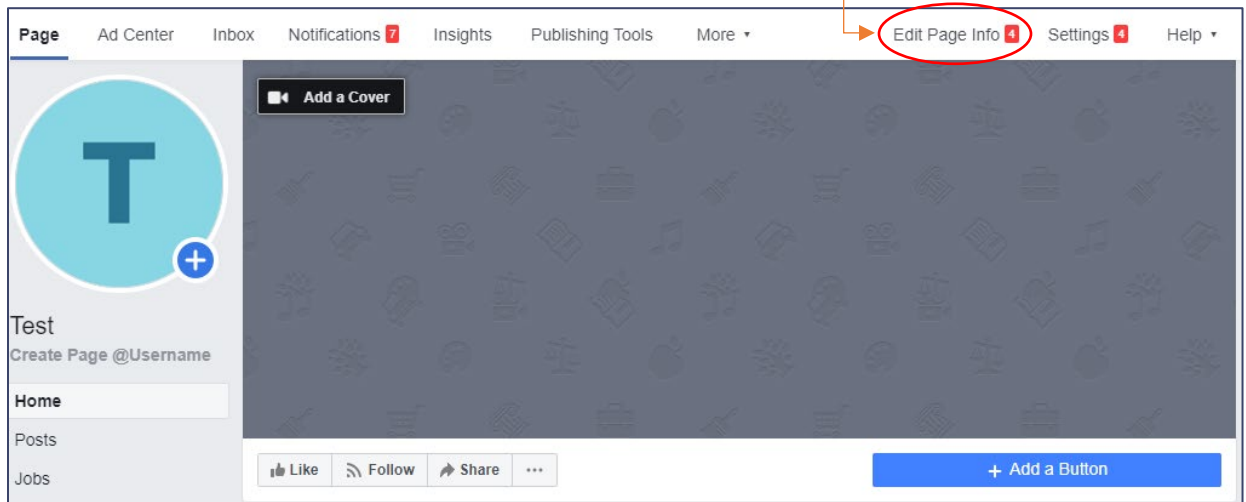 Page Ad Center Inbox Notifications 7 Insights Publishing Tools More Edit Page Info 4 Settings 4 Help
Add a Cover
T
Test
Create Page @Username
Home
Posts
Jobs
Like Follow Share ...
+ Add a Button